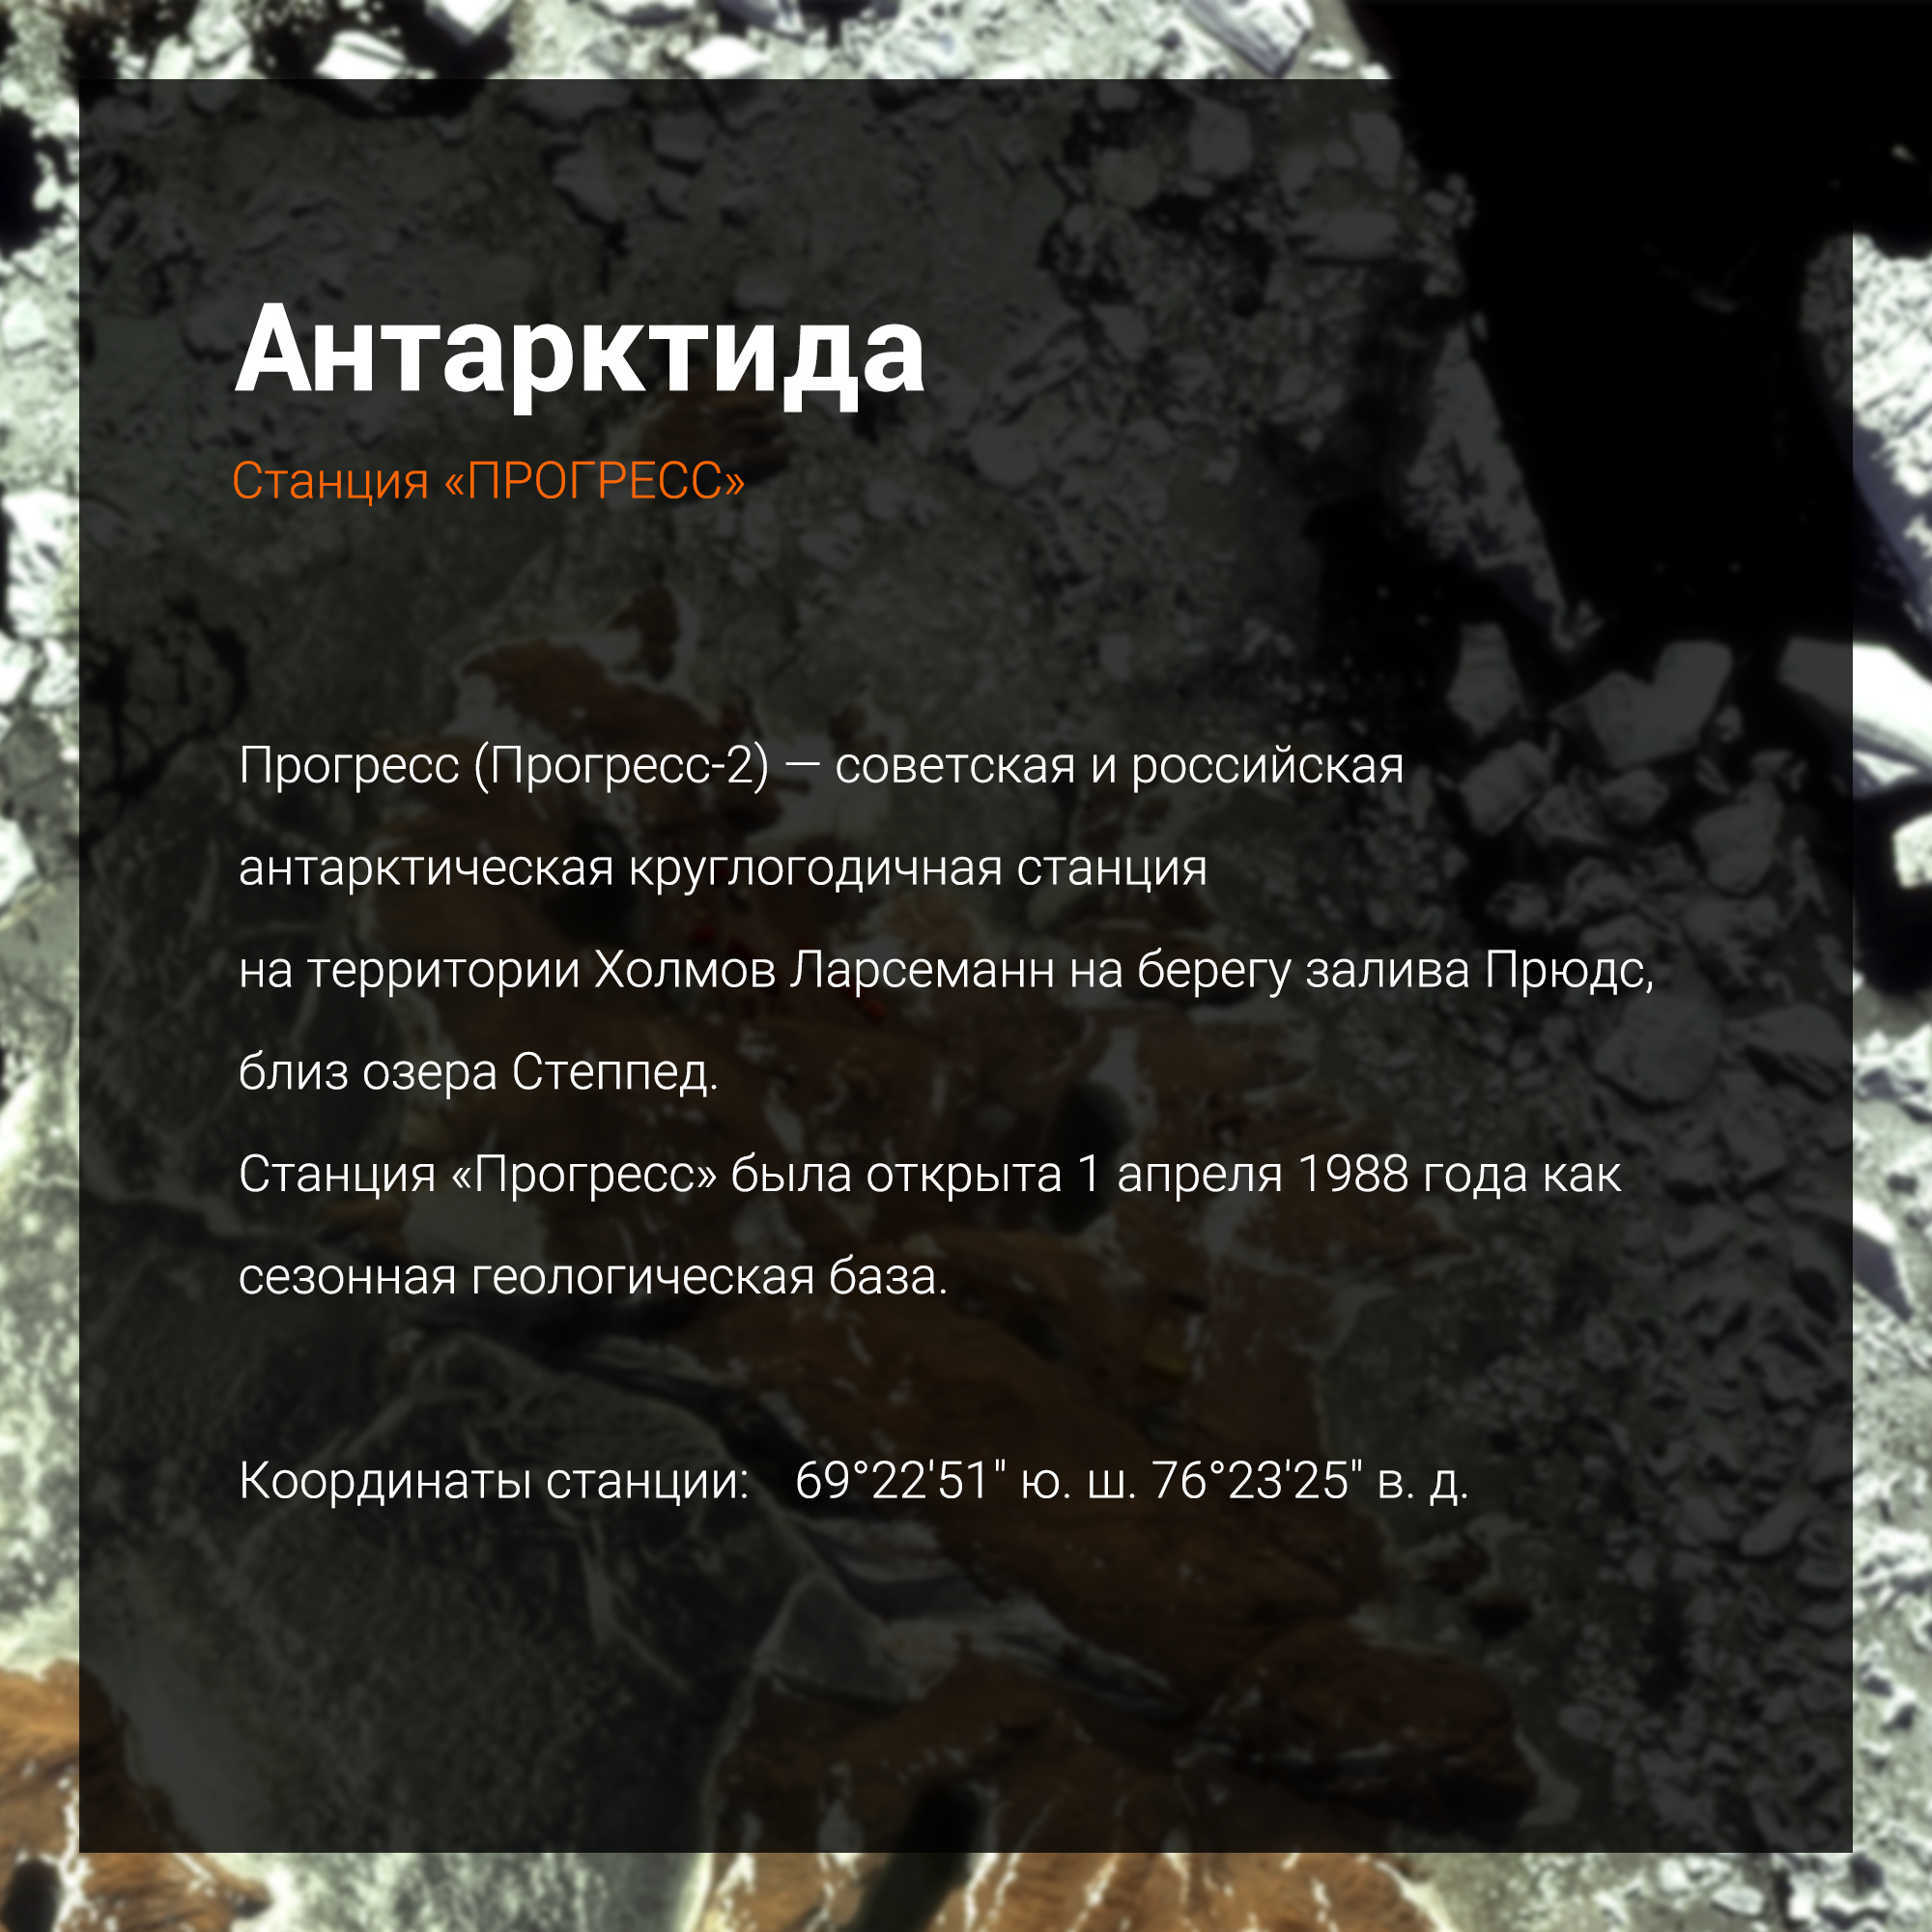 Антарктида
Станция «ПРОГРЕСС»
Прогресс (Прогресс-2) — советская и российская
антарктическая круглогодичная станция
на территории Холмов Ларсеманн на берегу залива Прюдс,
близ озера Степпед.
Станция «Прогресс» была открыта 1 апреля 1988 года как
сезонная геологическая база.
Координаты станции: 69°22'51" ю. ш. 76°23'25" в. д.